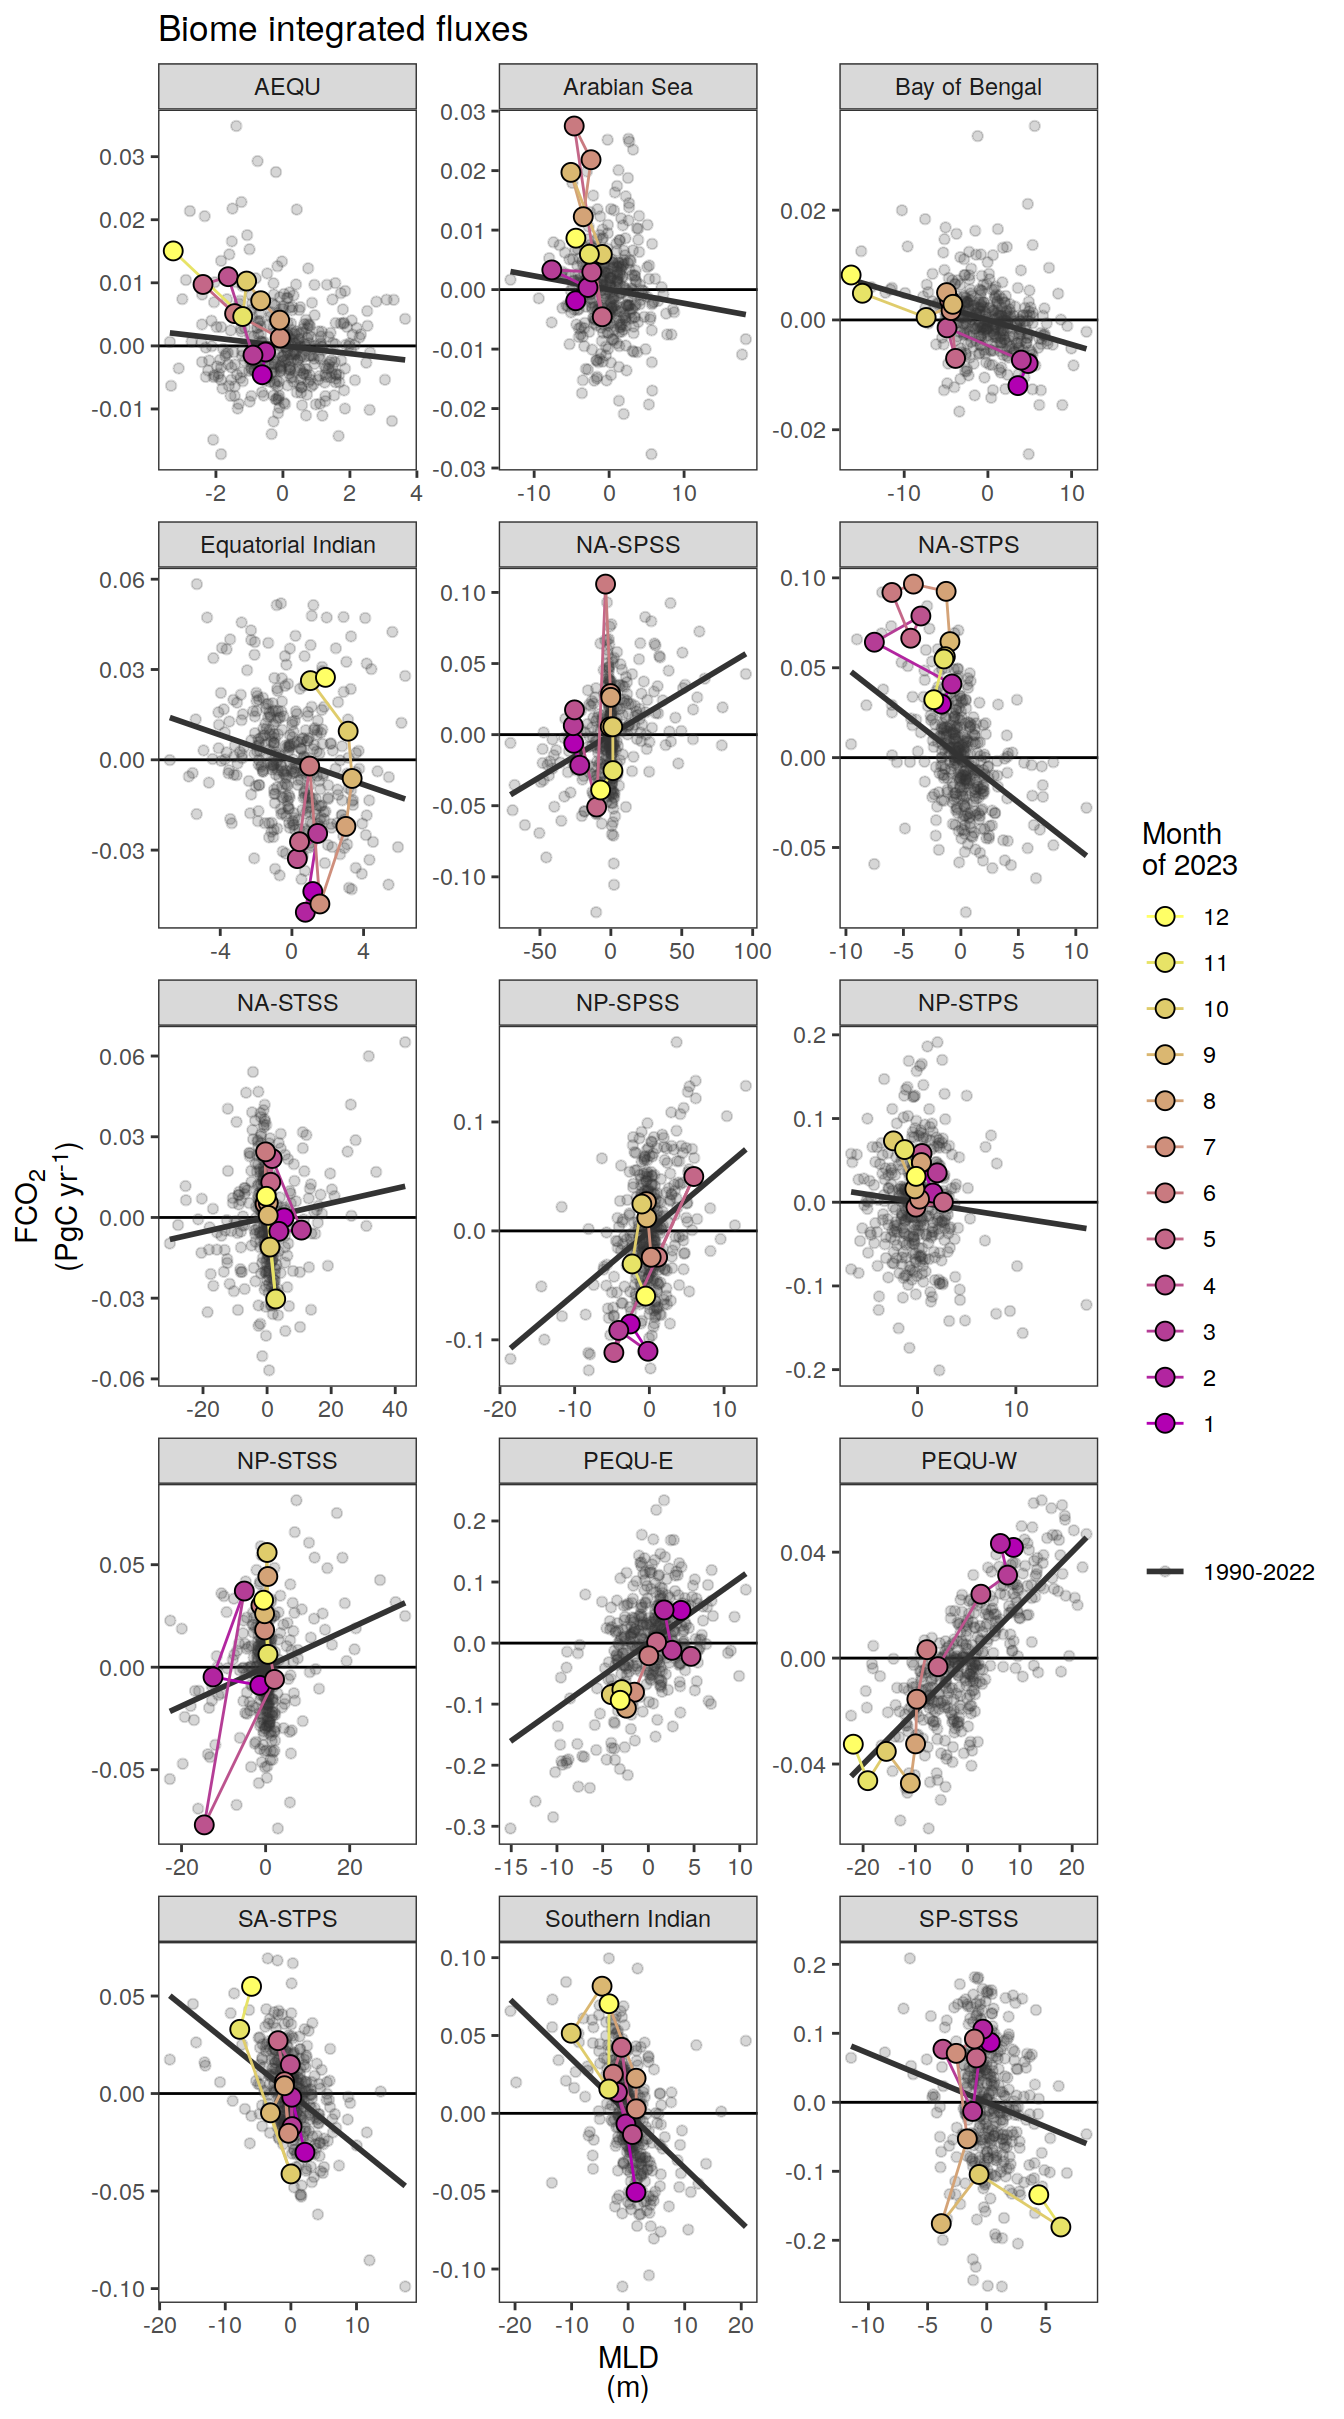 Biome integrated fluxes
AEQU
Arabian Sea
Bay of Bengal
0.03
0.02
0.01
0.00
-0.01
-2 0 2 4
0.03
0.02
0.01
0.00
-0.01
-0.02
-0.03
-10 0 10
0.02
0.00
-0.02
-10 0 10
Equatorial Indian
NA-SPSS
NA-STPS
0.06
0.03
0.00
-0.03
-4 0 4
0.10
0.05
0.00
-0.05
-0.10
-50 0 50 100
0.10
0.05
0.00
-0.05
-10 -5 0 5 10
NA-STSS
NP-SPSS
NP-STPS
0.06
0.03
0.00
-0.03
-0.06
-20 0 20 40
0.1
0.0
-0.1
-20 -10 0 10
0.2
0.1
0.0
-0.1
-0.2
0 10
NP-STSS
PEQU-E
PEQU-W
0.05
0.00
-0.05
-20 0 20
0.2
0.1
0.0
-0.1
-0.2
-0.3
-15 -10 -5 0 5 10
0.04
0.00
-0.04
-20 -10 0 10 20
SA-STPS
Southern Indian
SP-STSS
0.05
0.00
-0.05
-0.10
-20 -10 0 10
0.10
0.05
0.00
-0.05
-0.10
-20 -10 0 10 20
0.2
0.1
0.0
-0.1
-0.2
-10 -5 0 5
FCO₂
(PgC yr⁻¹)
MLD
(m)
Month
of 2023
12
11
10
9
8
7
6
5
4
3
2
1
1990-2022